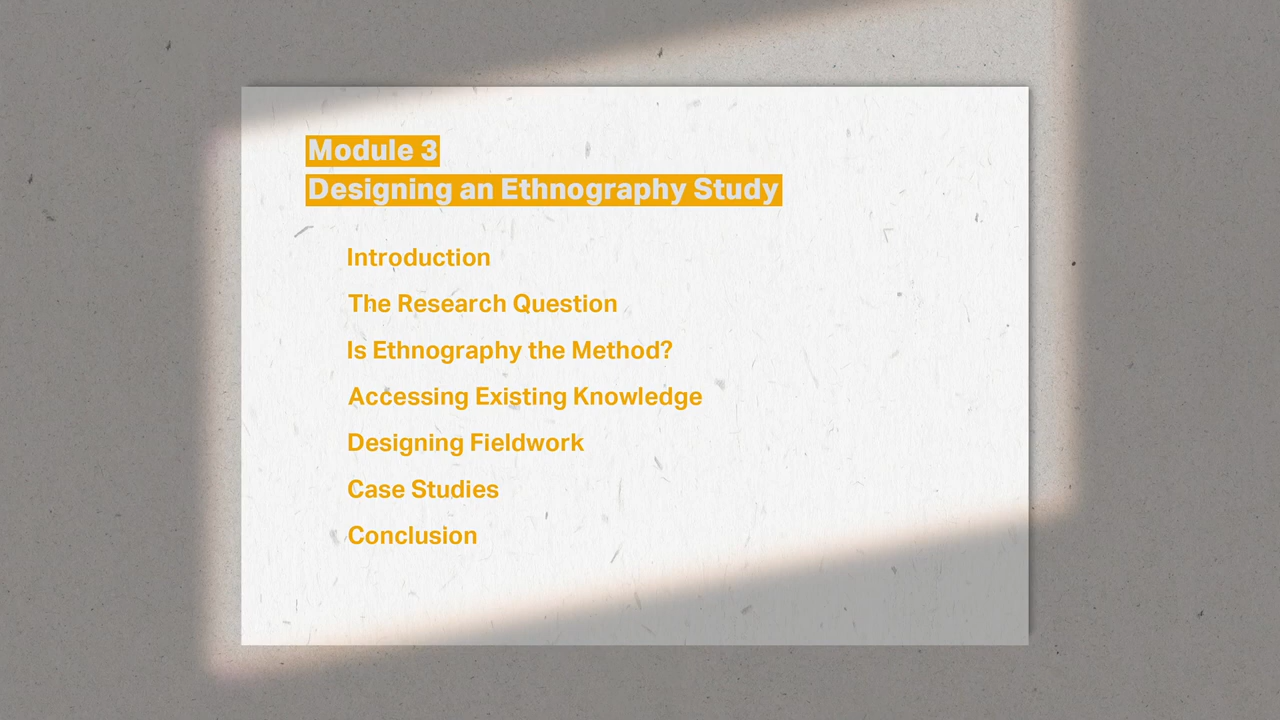 Module 3
Designing an Ethnography Study
Introduction
The Research Question
Is Ethnography the Method?
Accessing Existing Knowledge
Designing Fieldwork
Case Studies
Conclusion